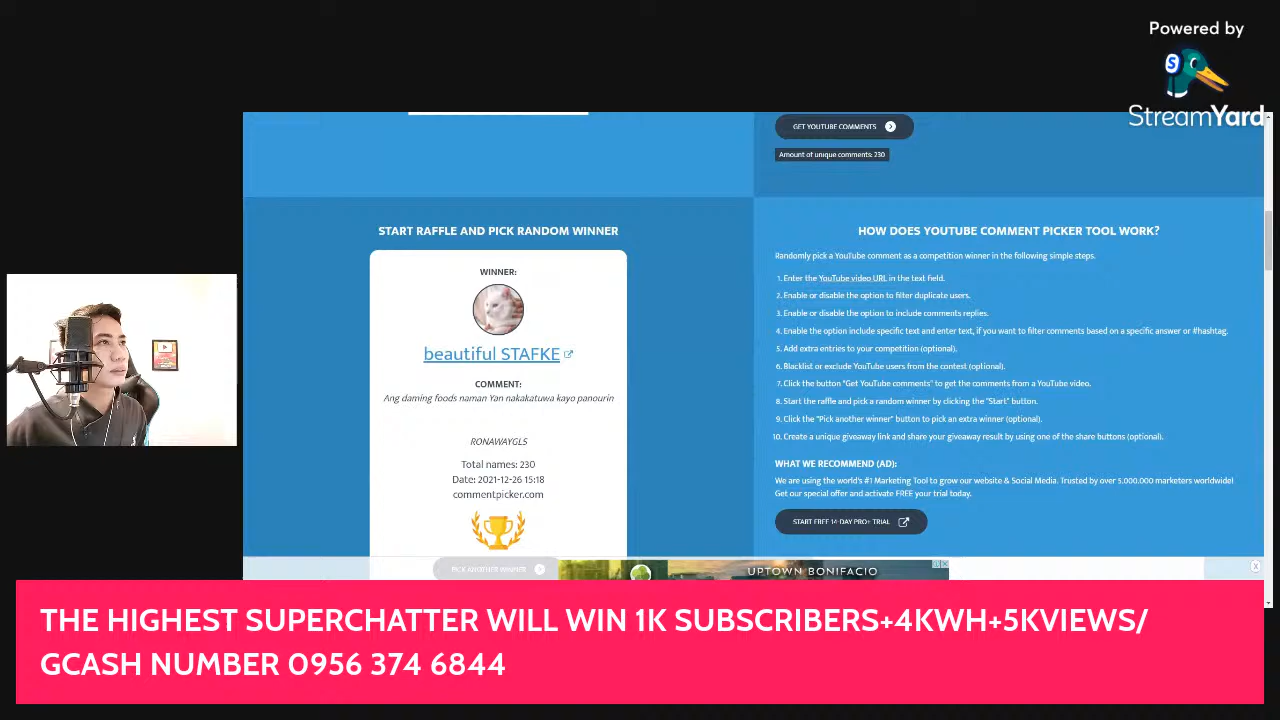 Powered by
StreamYard
GET YOUTUBE COMMENTS
Amount of unique comments: 230
START RAFFLE AND PICK RANDOM WINNER
WINNER:
beautiful STAFKE
COMMENT:
Ang daming foods naman Yan nakakatuwa kayo panourin
RONAWAYGLS
Total names: 230
Date: 2021-12-26 15:18
commentpicker.com
PICK ANOTHER WINNER
HOW DOES YOUTUBE COMMENT PICKER TOOL WORK?
Randomly pick a YouTube comment as a competition winner in the following simple steps.
1. Enter the YouTube video URL in the text field.
2. Enable or disable the option to filter duplicate users.
3. Enable or disable the option to include comments replies.
4. Enable the option include specific text and enter text, if you want to filter comments based on a specific answer or #hashtag.
5. Add extra entries to your competition (optional).
6. Blacklist or exclude YouTube users from the contest (optional).
7. Click the button "Get YouTube comments" to get the comments from a YouTube video.
8. Start the raffle and pick a random winner by clicking the "Start" button.
9. Click the "Pick another winner" button to pick an extra winner (optional).
10. Create a unique giveaway link and share your giveaway result by using one of the share buttons (optional).
WHAT WE RECOMMEND (AD):
We are using the world's #1 Marketing Tool to grow our website & Social Media. Trusted by over 5.000.000 marketers worldwide!
Get our special offer and activate FREE your trial today.
START FREE 14-DAY PRO+ TRIAL
UPTOWN BONIFACIO
THE HIGHEST SUPERCHATTER WILL WIN 1K SUBSCRIBERS+4KWH+5KVIEWS/
GCASH NUMBER 0956 374 6844